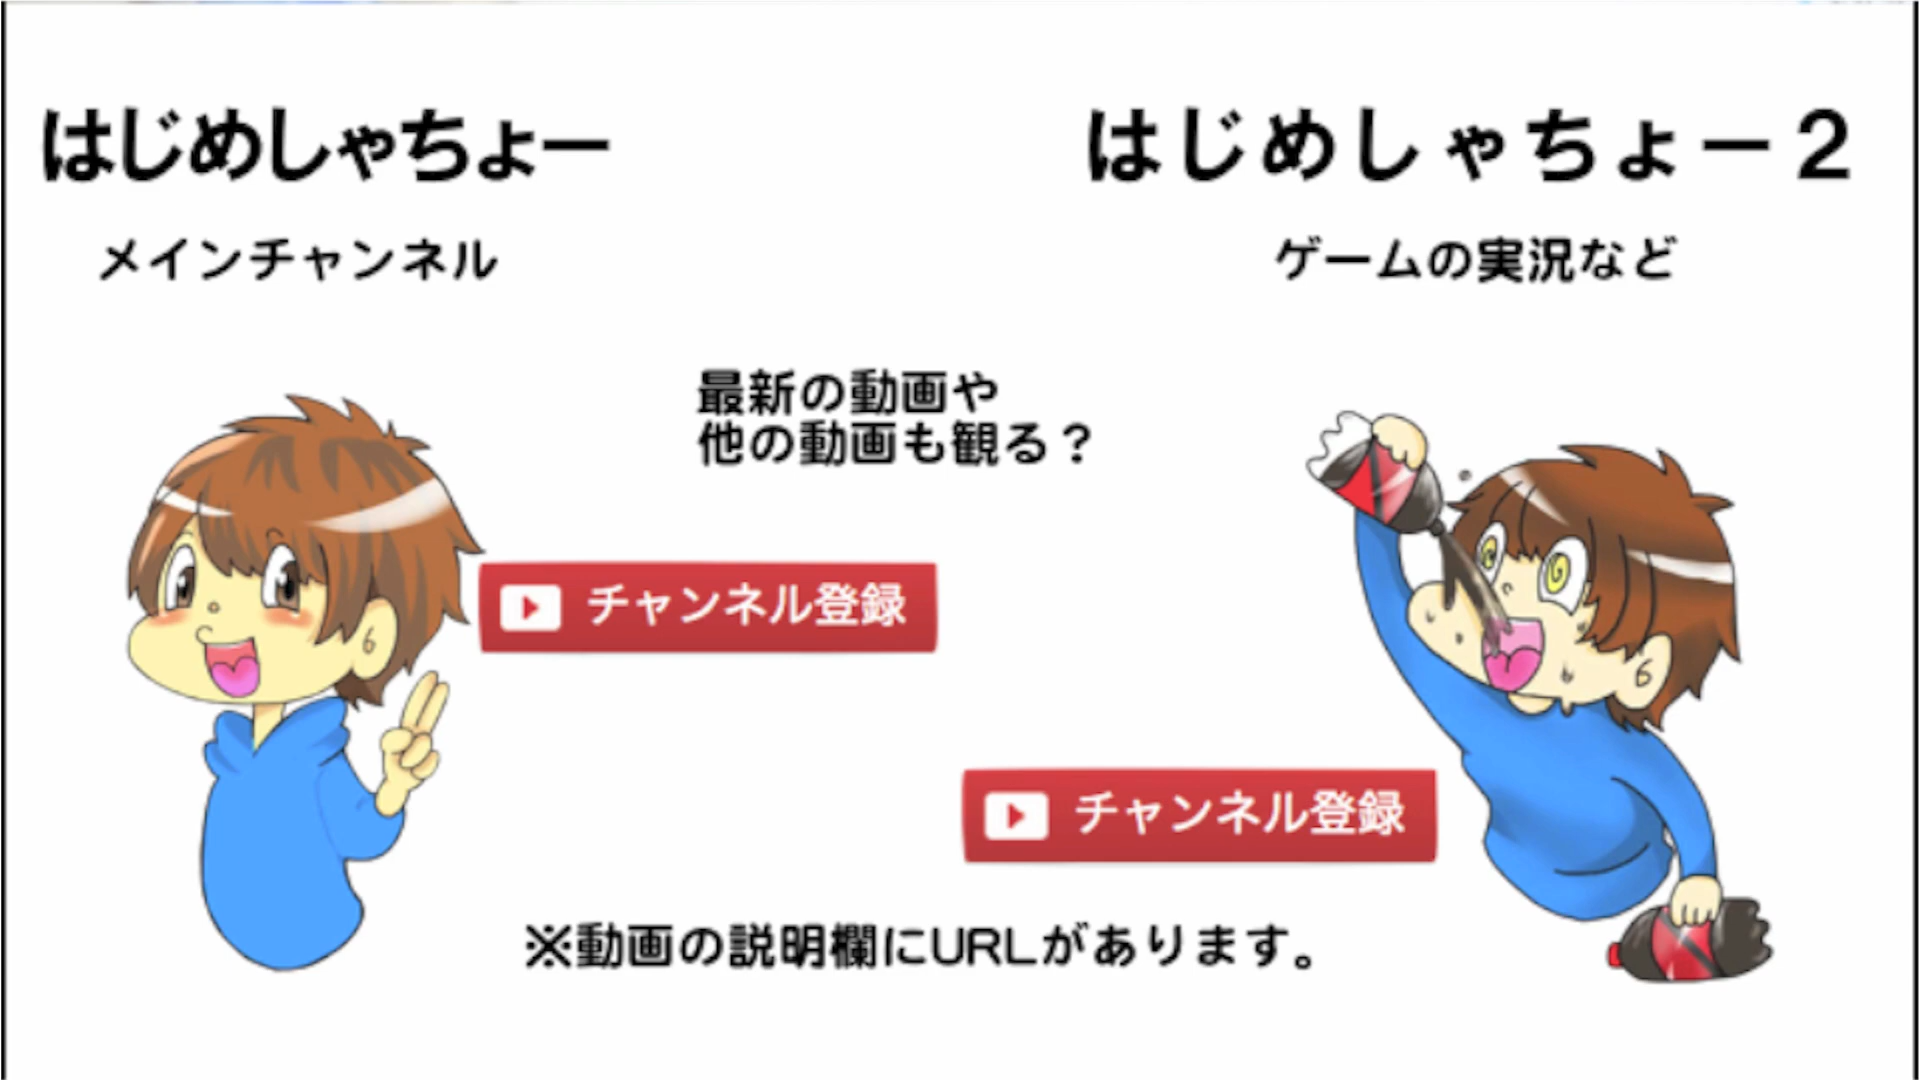 はじめしゃちょー
はじめしゃちょー２
メインチャンネル
ゲームの実況など
最新の動画や
他の動画も観る？
チャンネル登録
チャンネル登録
※動画の説明欄にURLがあります。